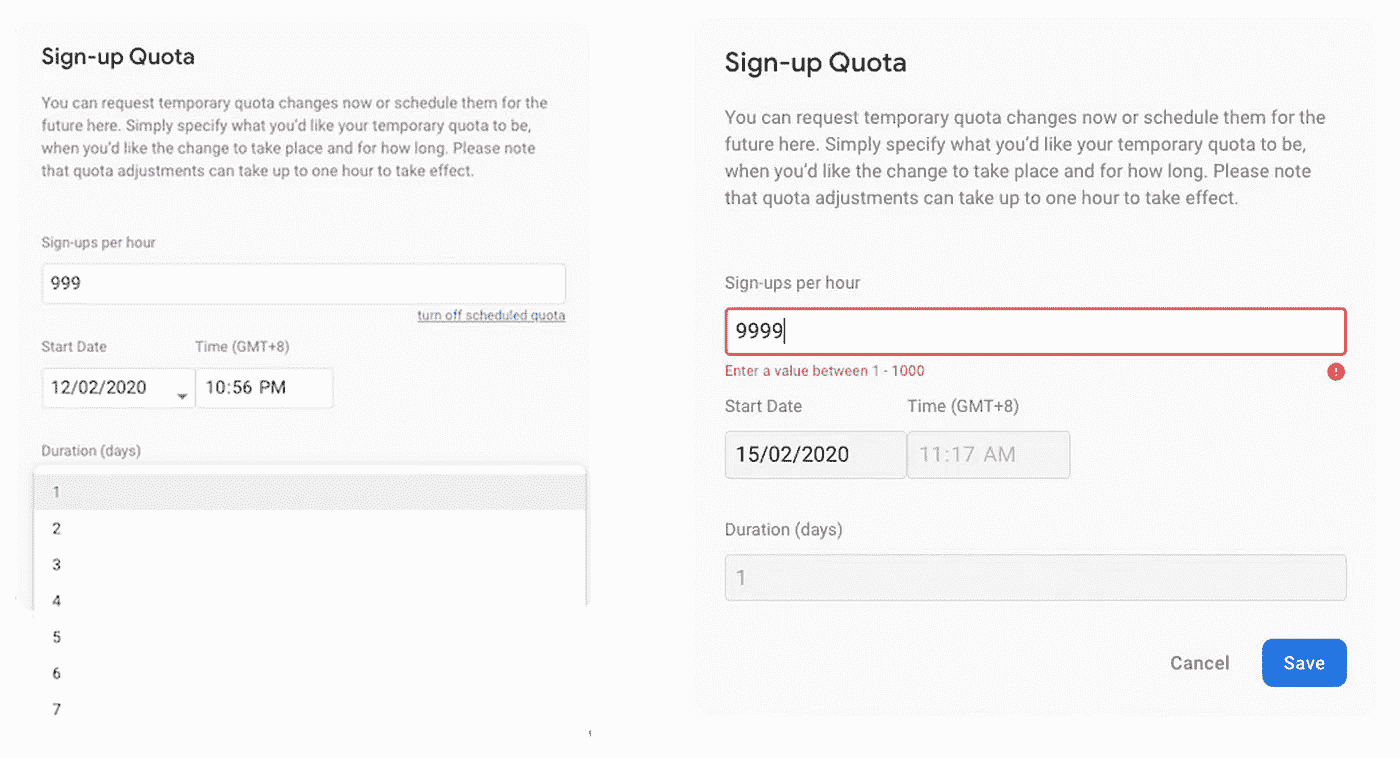 Sign-up Quota
You can request temporary quota changes now or schedule them for the
future here. Simply specify what you'd like your temporary quota to be,
when you'd like the change to take place and for how long. Please note
that quota adjustments can take up to one hour to take effect.
Sign-ups per hour
999
turn off scheduled quota
Start Date Time (GMT+8)
12/02/2020 10:56 PM
Duration (days)
1
2
3
4
5
6
7
Sign-up Quota
You can request temporary quota changes now or schedule them for the
future here. Simply specify what you'd like your temporary quota to be,
when you'd like the change to take place and for how long. Please note
that quota adjustments can take up to one hour to take effect.
Sign-ups per hour
9999
Enter a value between 1 - 1000
Start Date Time (GMT+8)
15/02/2020 11:17 AM
Duration (days)
1
Cancel Save